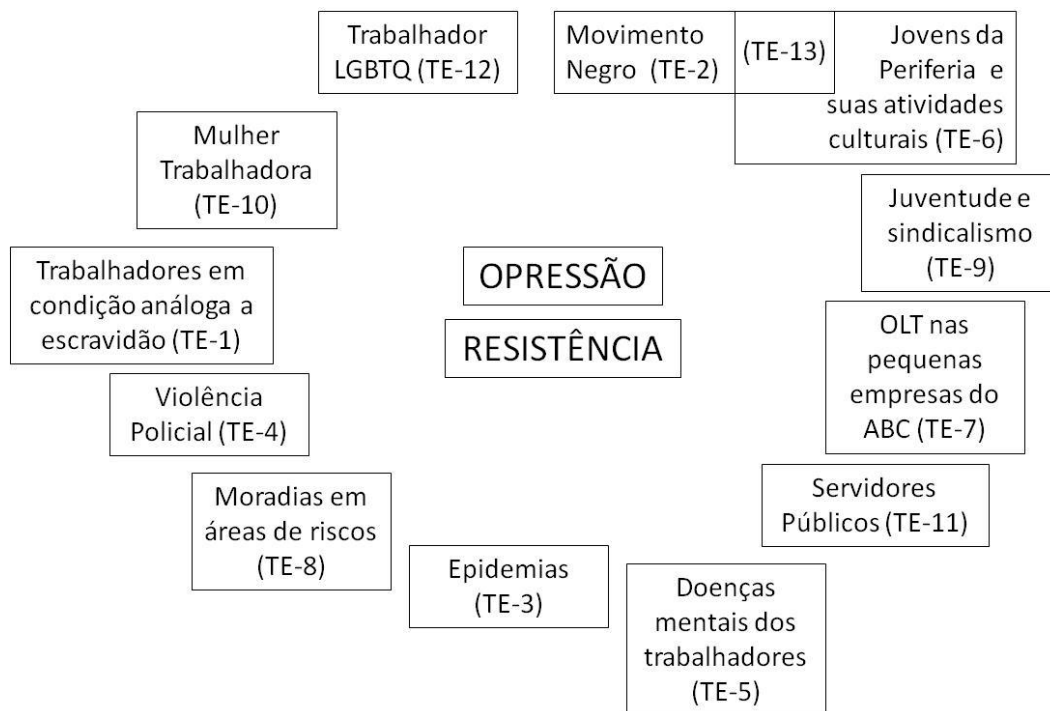 Trabalhador
LGBTQ (TE-12)
Movimento
Negro (TE-2)
(TE-13)
Jovens da
Periferia e
suas atividades
culturais (TE-6)
Mulher
Trabalhadora
(TE-10)
Juventude e
sindicalismo
(TE-9)
Trabalhadores em
condição análoga a
escravidão (TE-1)
OPRESSÃO
RESISTÊNCIA
OLT nas
pequenas
empresas do
ABC (TE-7)
Violência
Policial (TE-4)
Moradias em
áreas de riscos
(TE-8)
Servidores
Públicos (TE-11)
Epidemias
(TE-3)
Doenças
mentais dos
trabalhadores
(TE-5)